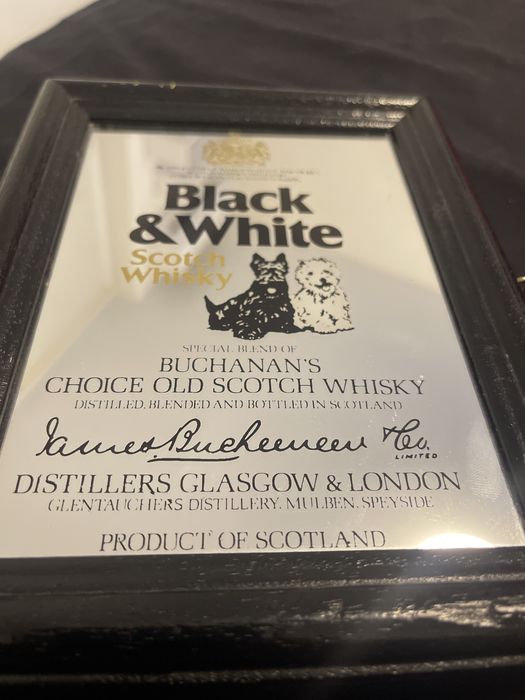 Black
& White
Scotch
Whisky
SPECIAL BLEND OF
BUCHANAN'S
CHOICE OLD SCOTCH WHISKY
DISTILLED, BLENDED AND BOTTLED IN SCOTLAND
James Buchanan & Co.
LIMITED
DISTILLERS GLASGOW & LONDON
GLENTAUCHERS DISTILLERY, MULBEN, SPEYSIDE
PRODUCT OF SCOTLAND